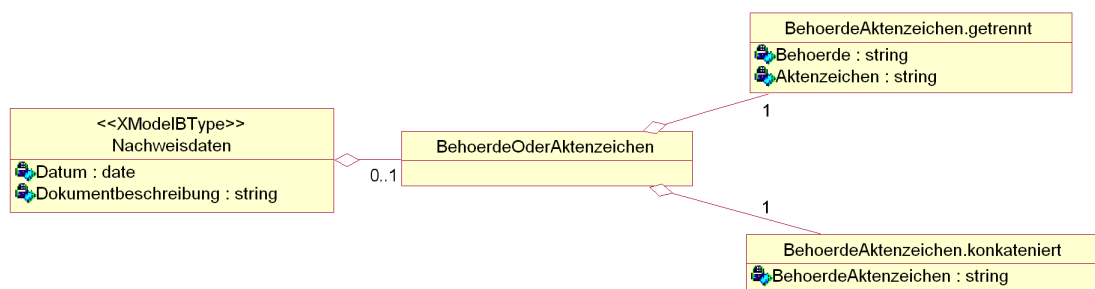 BehoerdeAktenzeichen.getrennt
Behoerde : string
Aktenzeichen : string
1
<<XModelBType>>
Nachweisdaten
Datum : date
Dokumentbeschreibung : string
0..1
BehoerdeOderAktenzeichen
1
BehoerdeAktenzeichen.konkateniert
BehoerdeAktenzeichen : string